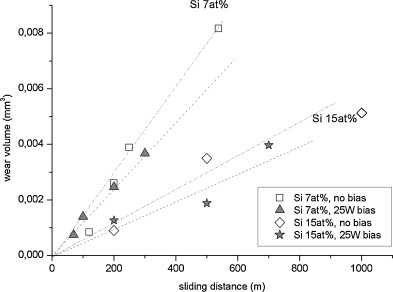 Si 7at%
0,008
0,006
0,004
0,002
0,000
wear volume (mm³)
Si 15at%
Si 7at%, no bias
Si 7at%, 25W bias
Si 15at%, no bias
Si 15at%, 25W bias
0
200
400
600
800
1000
sliding distance (m)